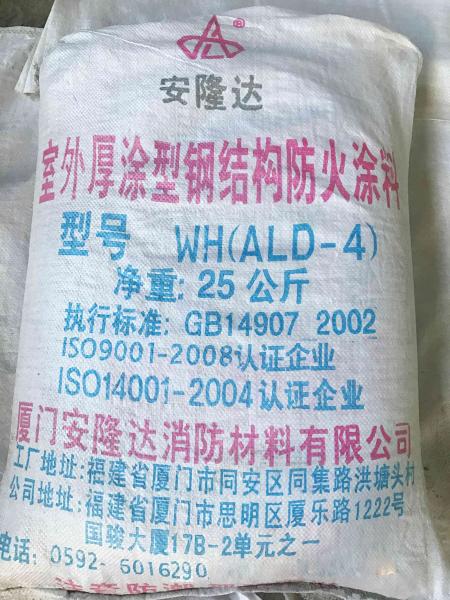 ®
安隆达
室外厚涂型钢结构防火涂料
型号 WH(ALD-4)
净重: 25 公斤
执行标准: GB14907 2002
ISO9001-2008认证企业
ISO14001-2004认证企业
厦门安隆达消防材料有限公司
工厂地址:福建省厦门市同安区同集路洪塘头村
公司地址:福建省厦门市思明区厦乐路1222号
国骏大厦17B-2单元之一
电话: 0592-6016290
注意防潮